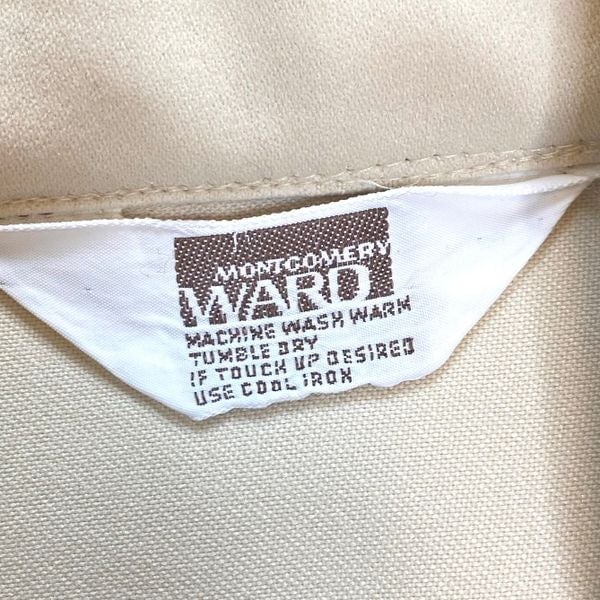 MONTGOMERY
WARD
MACHINE WASH WARM
TUMBLE DRY
IF TOUCH UP DESIRED
USE COOL IRON